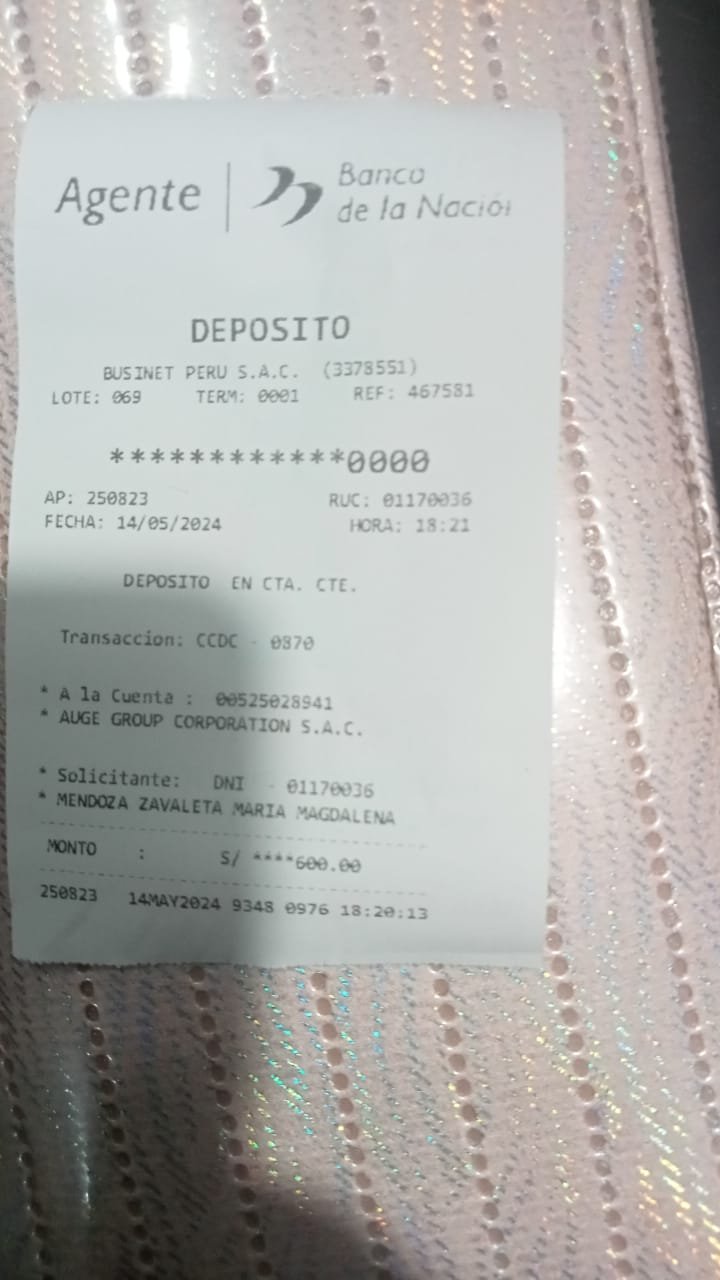 Agente
Banco
de la Nación
DEPOSITO
BUSINET PERU S.A.C. (3378551)
LOTE: 069 TERM: 0001 REF: 467581
************0000
AP: 250823 RUC: 01170036
FECHA: 14/05/2024 HORA: 18:21
DEPOSITO EN CTA. CTE.
Transaccion: CCDC - 0870
* A la Cuenta : 00525028941
* AUGE GROUP CORPORATION S.A.C.
* Solicitante: DNI - 01170036
* MENDOZA ZAVALETA MARIA MAGDALENA
MONTO : S/ ****600.00
250823 14MAY2024 9348 0976 18:20:13